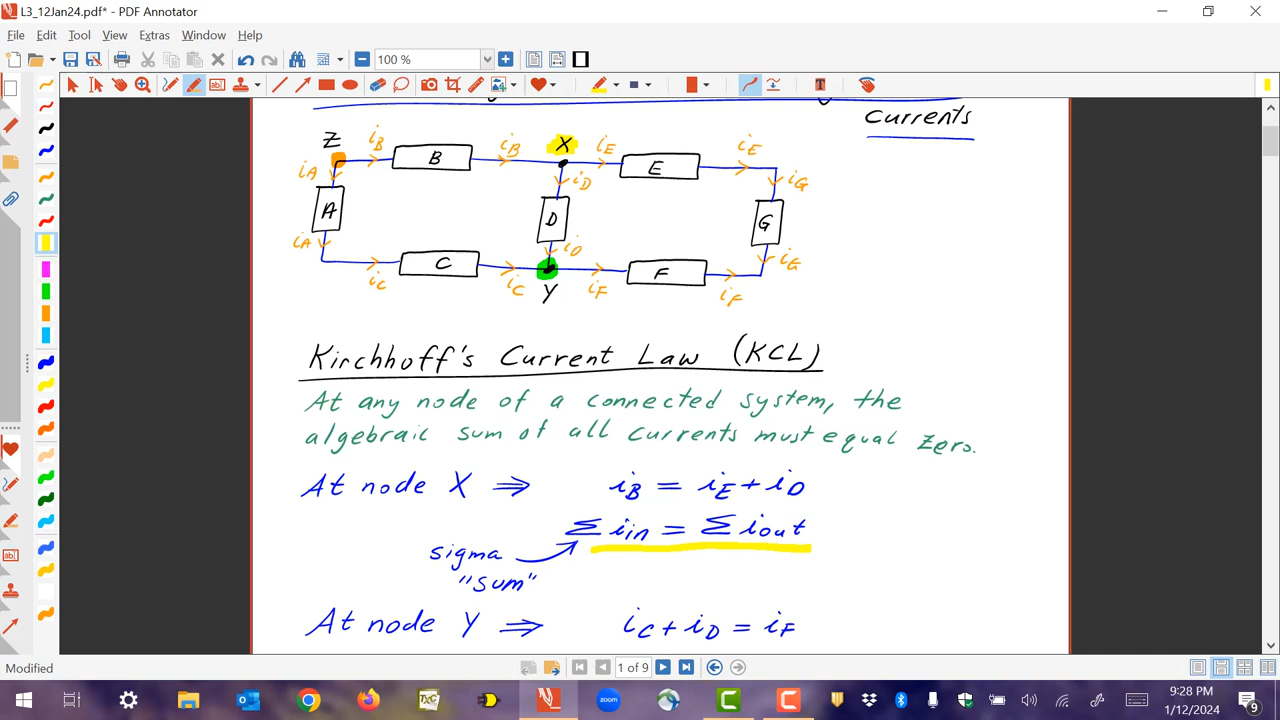 L3_12Jan24.pdf* - PDF Annotator
File Edit Tool View Extras Window Help
100 %
currents
Z iB iB X iE iE
B E
iA iD iG
A D G
iA iD iG
C F
iC iC Y iF iF
Kirchhoff's Current Law (KCL)
At any node of a connected system, the
algebraic sum of all currents must equal zero.
At node X ⇒ iB = iE + iD
Σ iin = Σ iout
sigma
"sum"
At node Y ⇒ iC + iD = iF
Modified
1 of 9
zoom
9:28 PM
1/12/2024
9